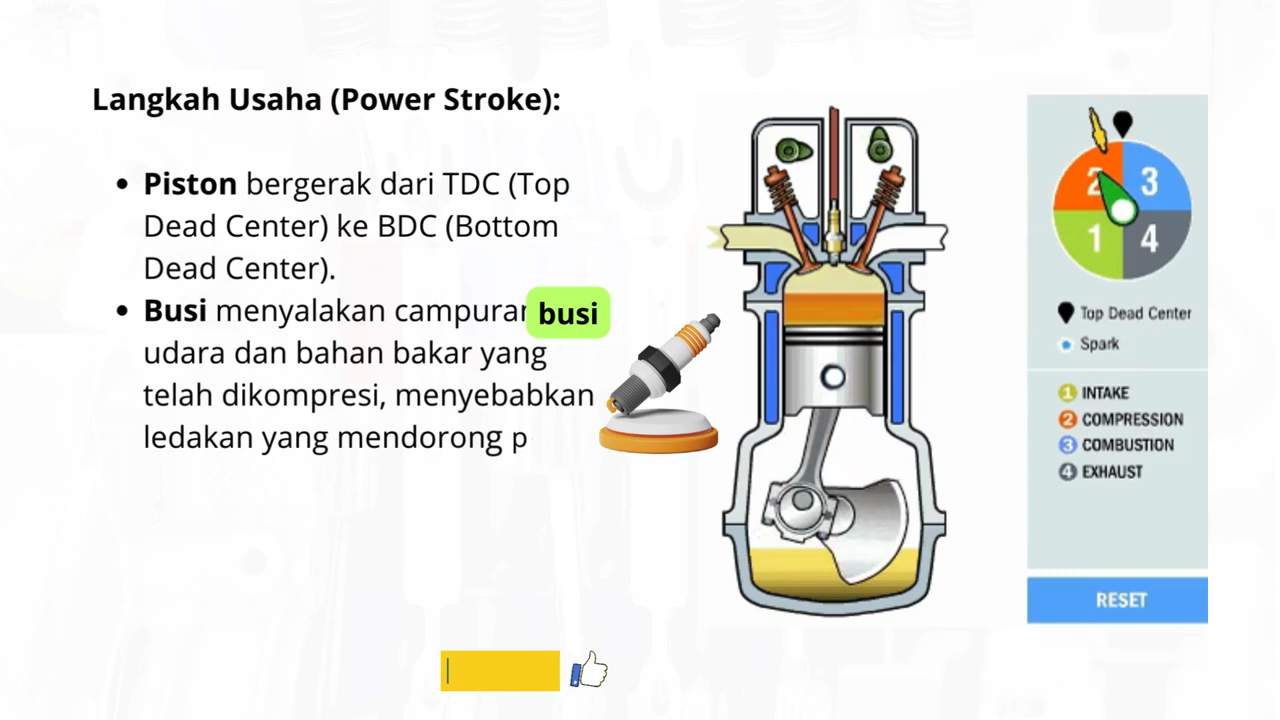 Langkah Usaha (Power Stroke):
Piston bergerak dari TDC (Top
Dead Center) ke BDC (Bottom
Dead Center).
Busi menyalakan campuran
busi
udara dan bahan bakar yang
telah dikompresi, menyebabkan
ledakan yang mendorong p
2 3
1 4
Top Dead Center
Spark
1 INTAKE
2 COMPRESSION
3 COMBUSTION
4 EXHAUST
RESET